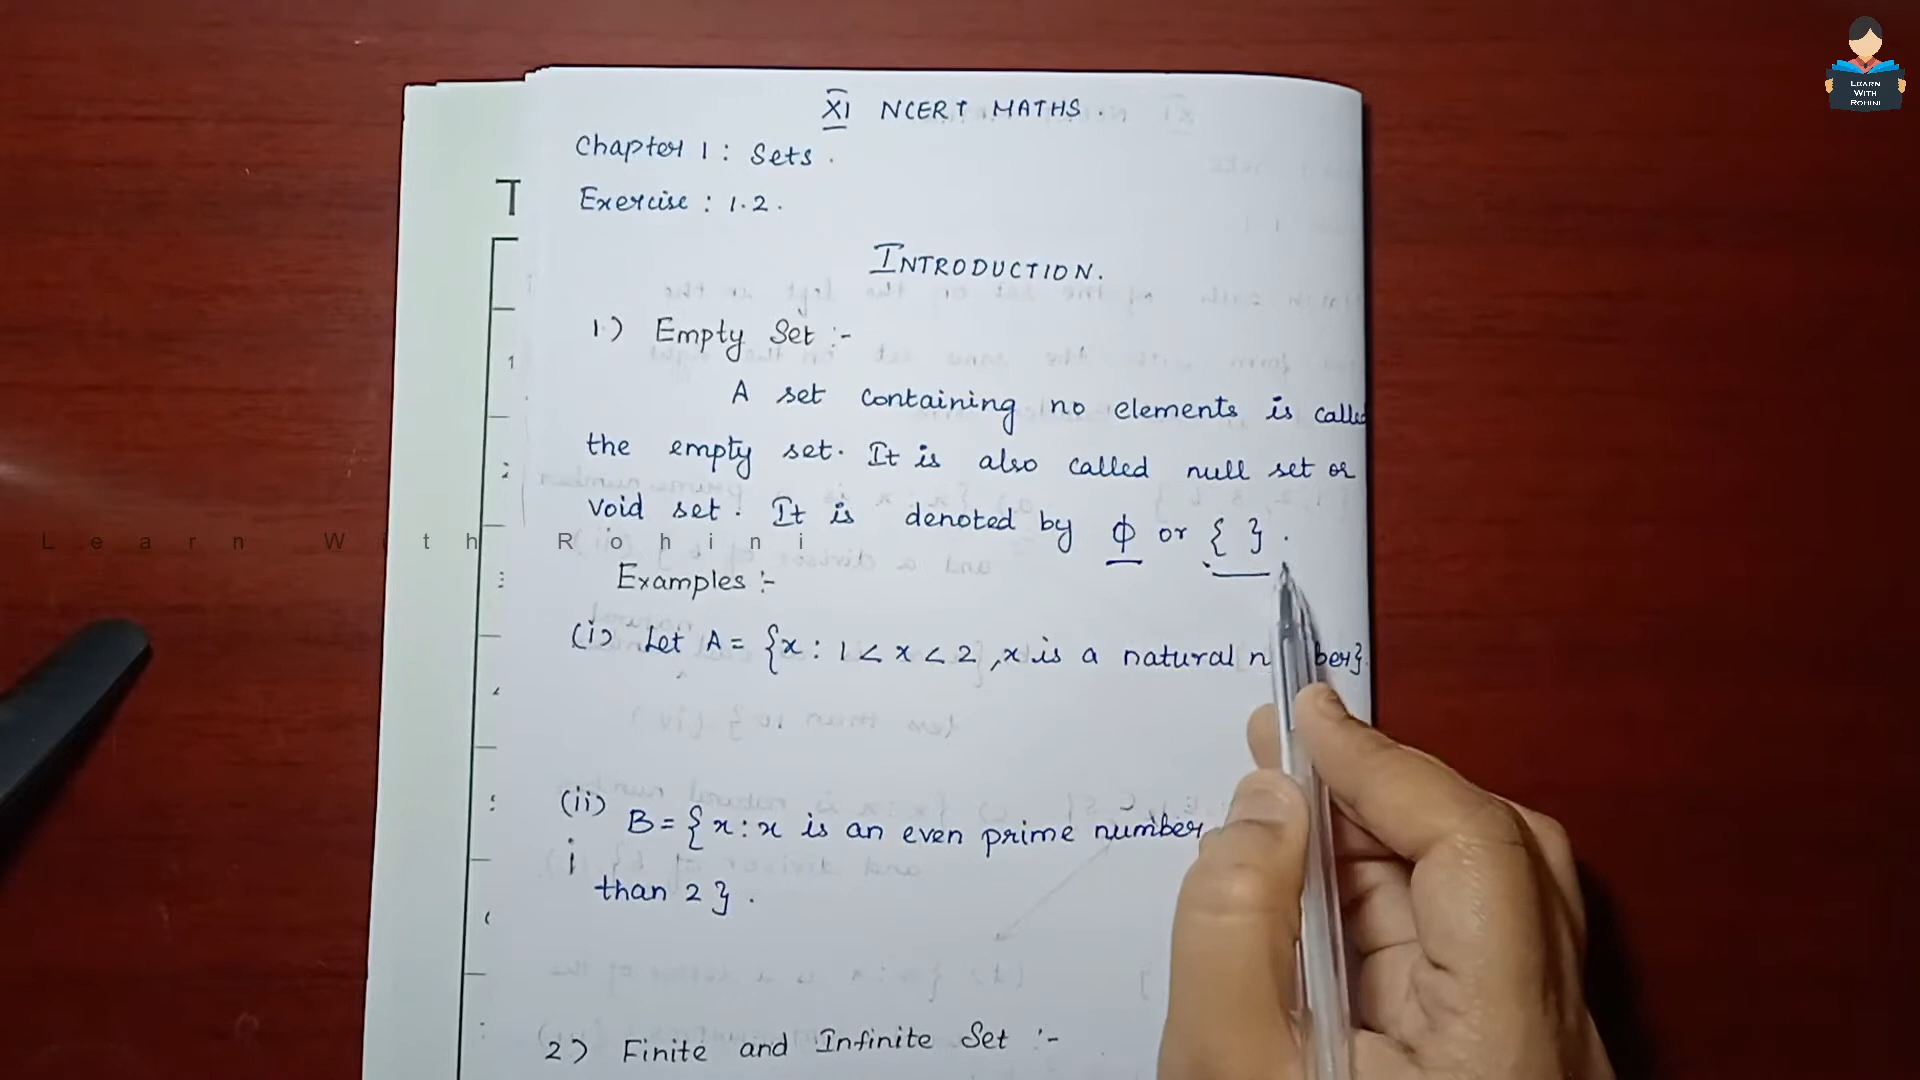 LEARN
WITH
ROHINI
XI NCERT MATHS.
Chapter 1: Sets.
Exercise: 1.2.
T
INTRODUCTION.
1
1.) Empty Set :-
A set containing no elements is called
2
the empty set. It is also called null set or
void set. It is denoted by ϕ or { }.
Learn With Rohini
Examples :-
(i) Let A = {x : 1 < x < 2, x is a natural n ber}.
(ii) B = {x : x is an even prime number
than 2}.
2.) Finite and Infinite Set :-